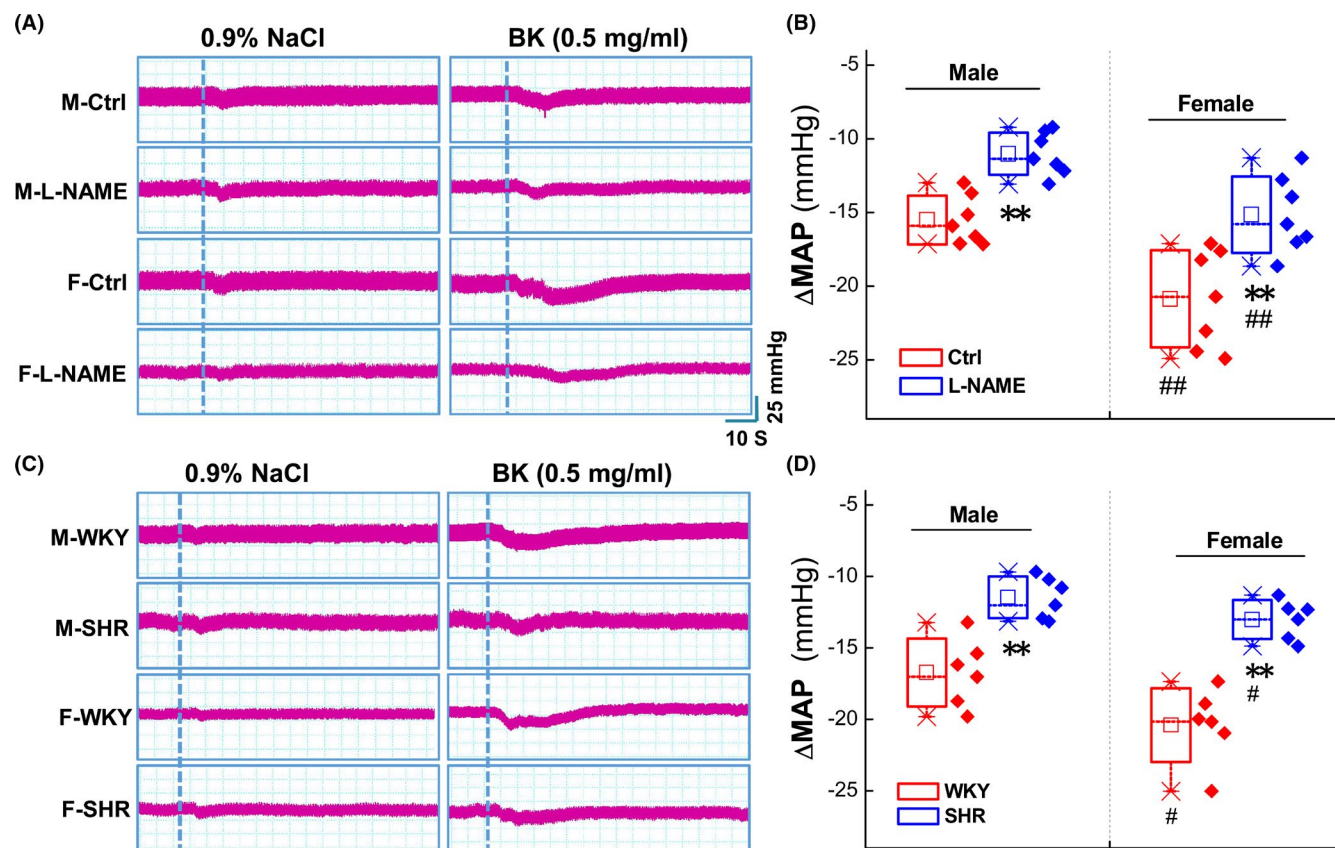 (A)
0.9% NaCl
BK (0.5 mg/ml)
M-Ctrl
M-L-NAME
F-Ctrl
F-L-NAME
25 mmHg
10 S
(B)
ΔMAP (mmHg)
-5
-10
-15
-20
-25
Male
Female
**
**
##
##
Ctrl
L-NAME
(C)
0.9% NaCl
BK (0.5 mg/ml)
M-WKY
M-SHR
F-WKY
F-SHR
(D)
ΔMAP (mmHg)
-5
-10
-15
-20
-25
Male
Female
**
**
#
#
WKY
SHR